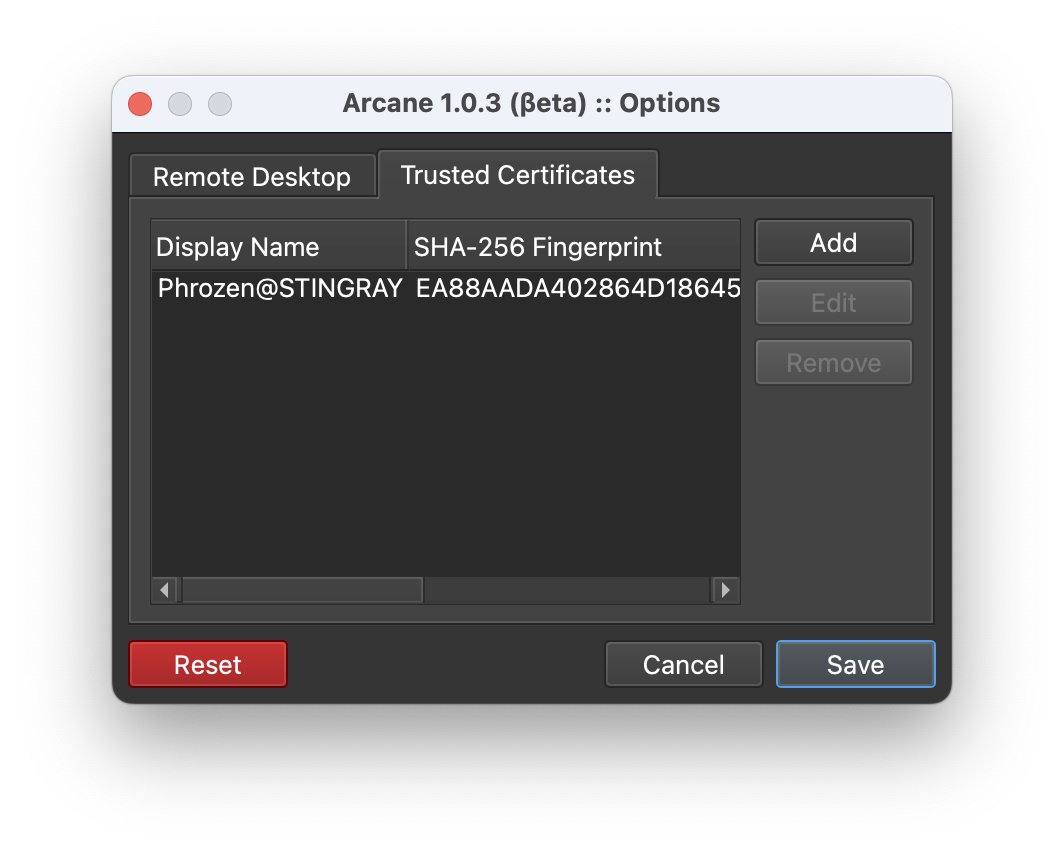 Arcane 1.0.3 (βeta) :: Options
Remote Desktop Trusted Certificates
Display Name SHA-256 Fingerprint
Phrozen@STINGRAY EA88AADA402864D18645
Add
Edit
Remove
Reset Cancel Save